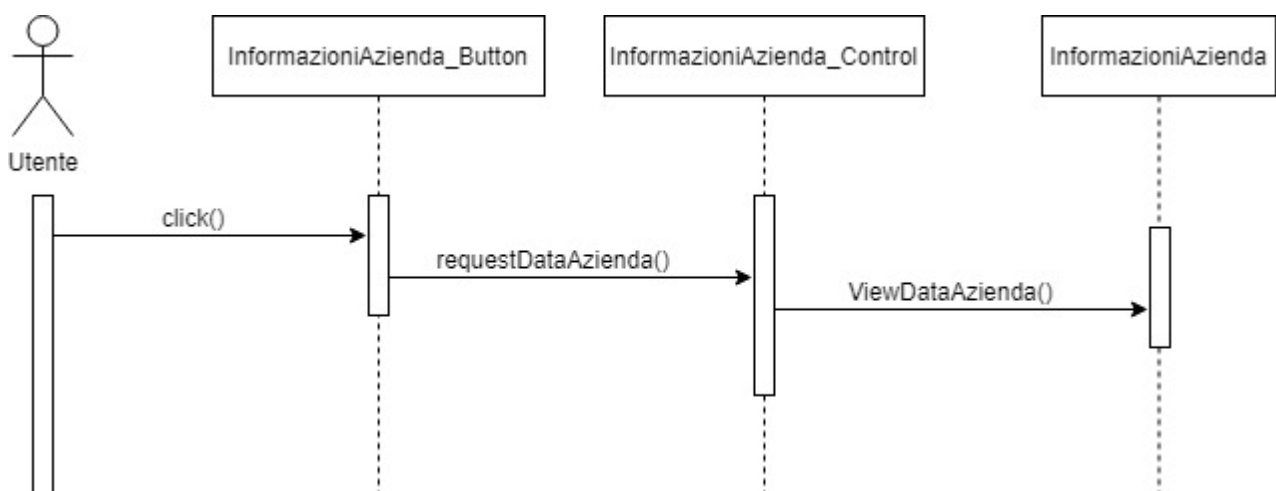 InformazioniAzienda_Button
InformazioniAzienda_Control
InformazioniAzienda
Utente
click()
requestDataAzienda()
ViewDataAzienda()